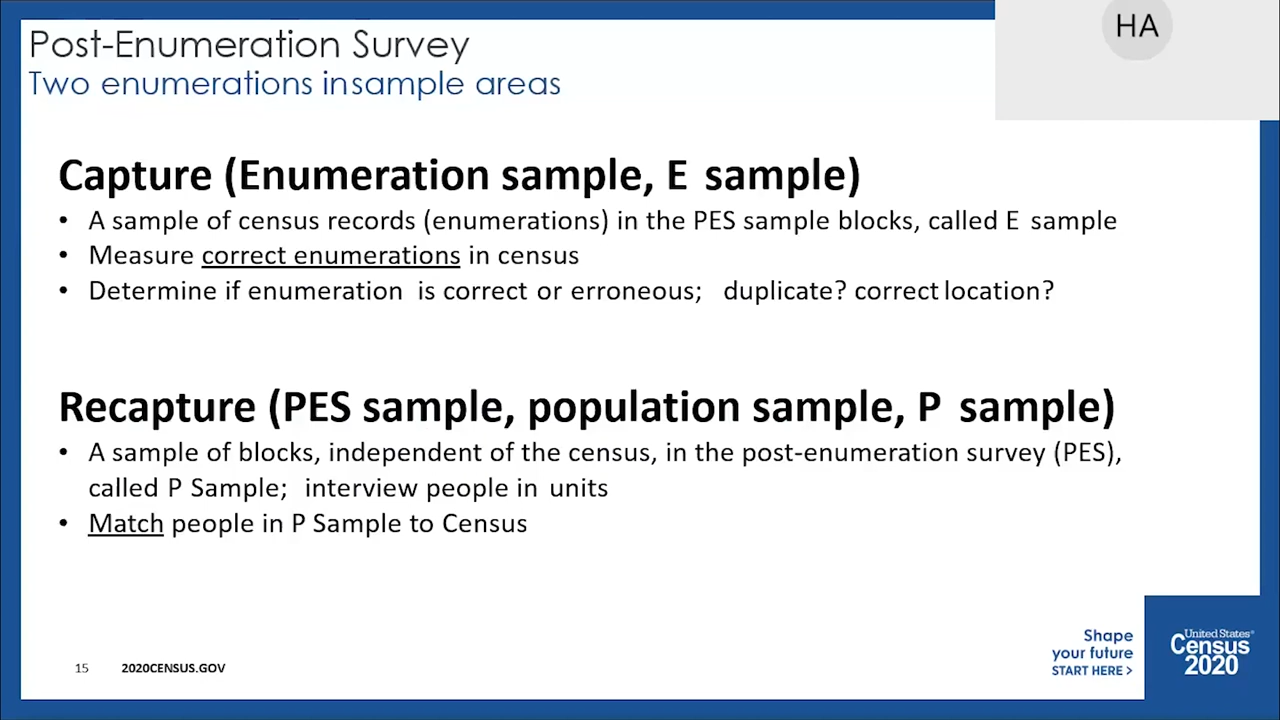 Post-Enumeration Survey
Two enumerations insample areas
HA
Capture (Enumeration sample, E sample)
• A sample of census records (enumerations) in the PES sample blocks, called E sample
• Measure correct enumerations in census
• Determine if enumeration is correct or erroneous; duplicate? correct location?
Recapture (PES sample, population sample, P sample)
• A sample of blocks, independent of the census, in the post-enumeration survey (PES),
called P Sample; interview people in units
• Match people in P Sample to Census
15 2020CENSUS.GOV
Shape
your future
START HERE >
United States®
Census
2020